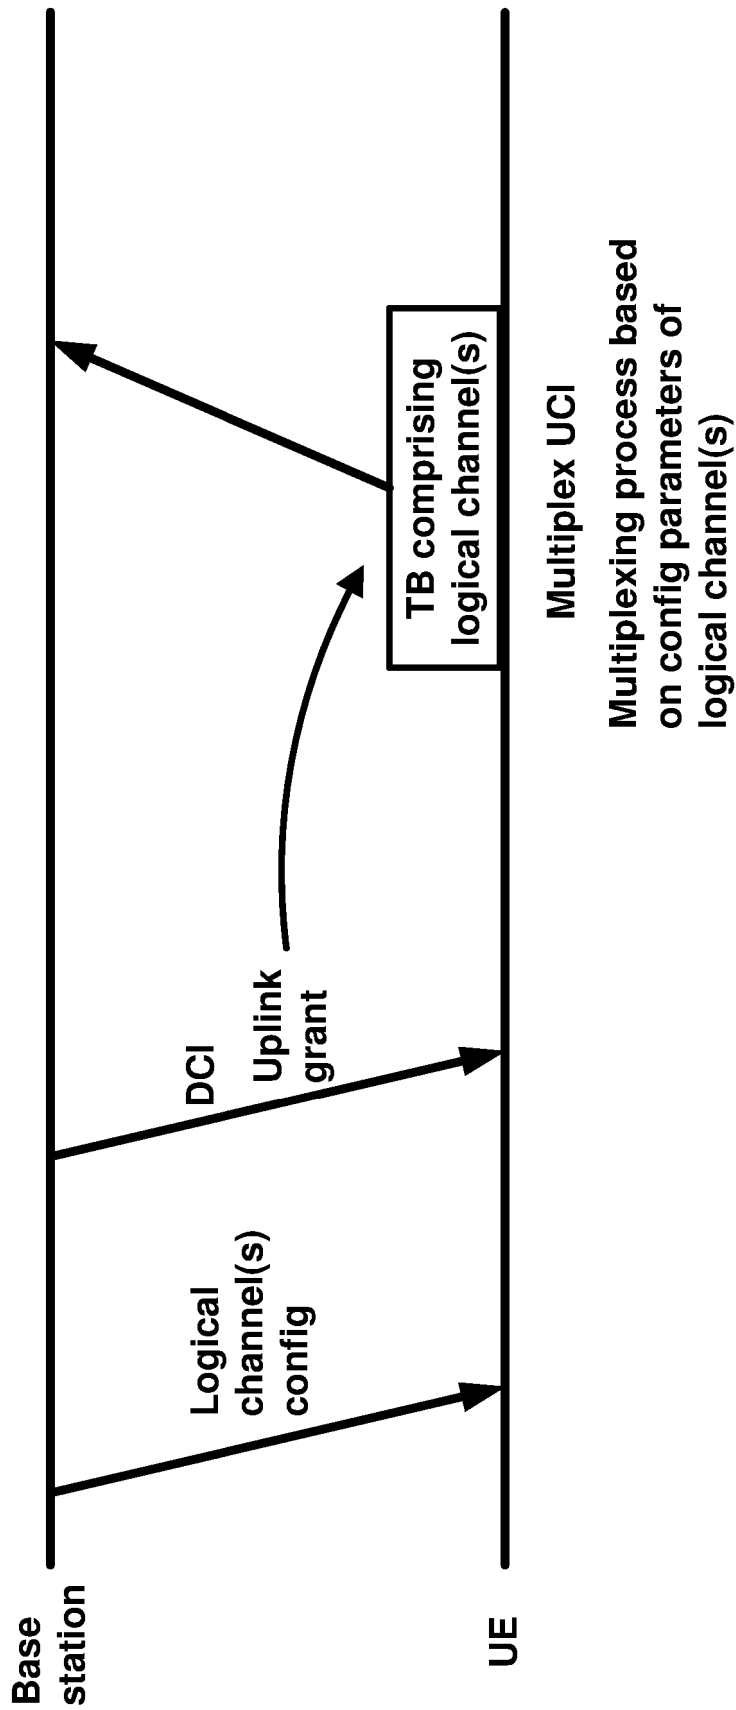 Base
station
UE
Logical
channel(s)
config
DCI
Uplink
grant
TB comprising
logical channel(s)
Multiplex UCI
Multiplexing process based
on config parameters of
logical channel(s)